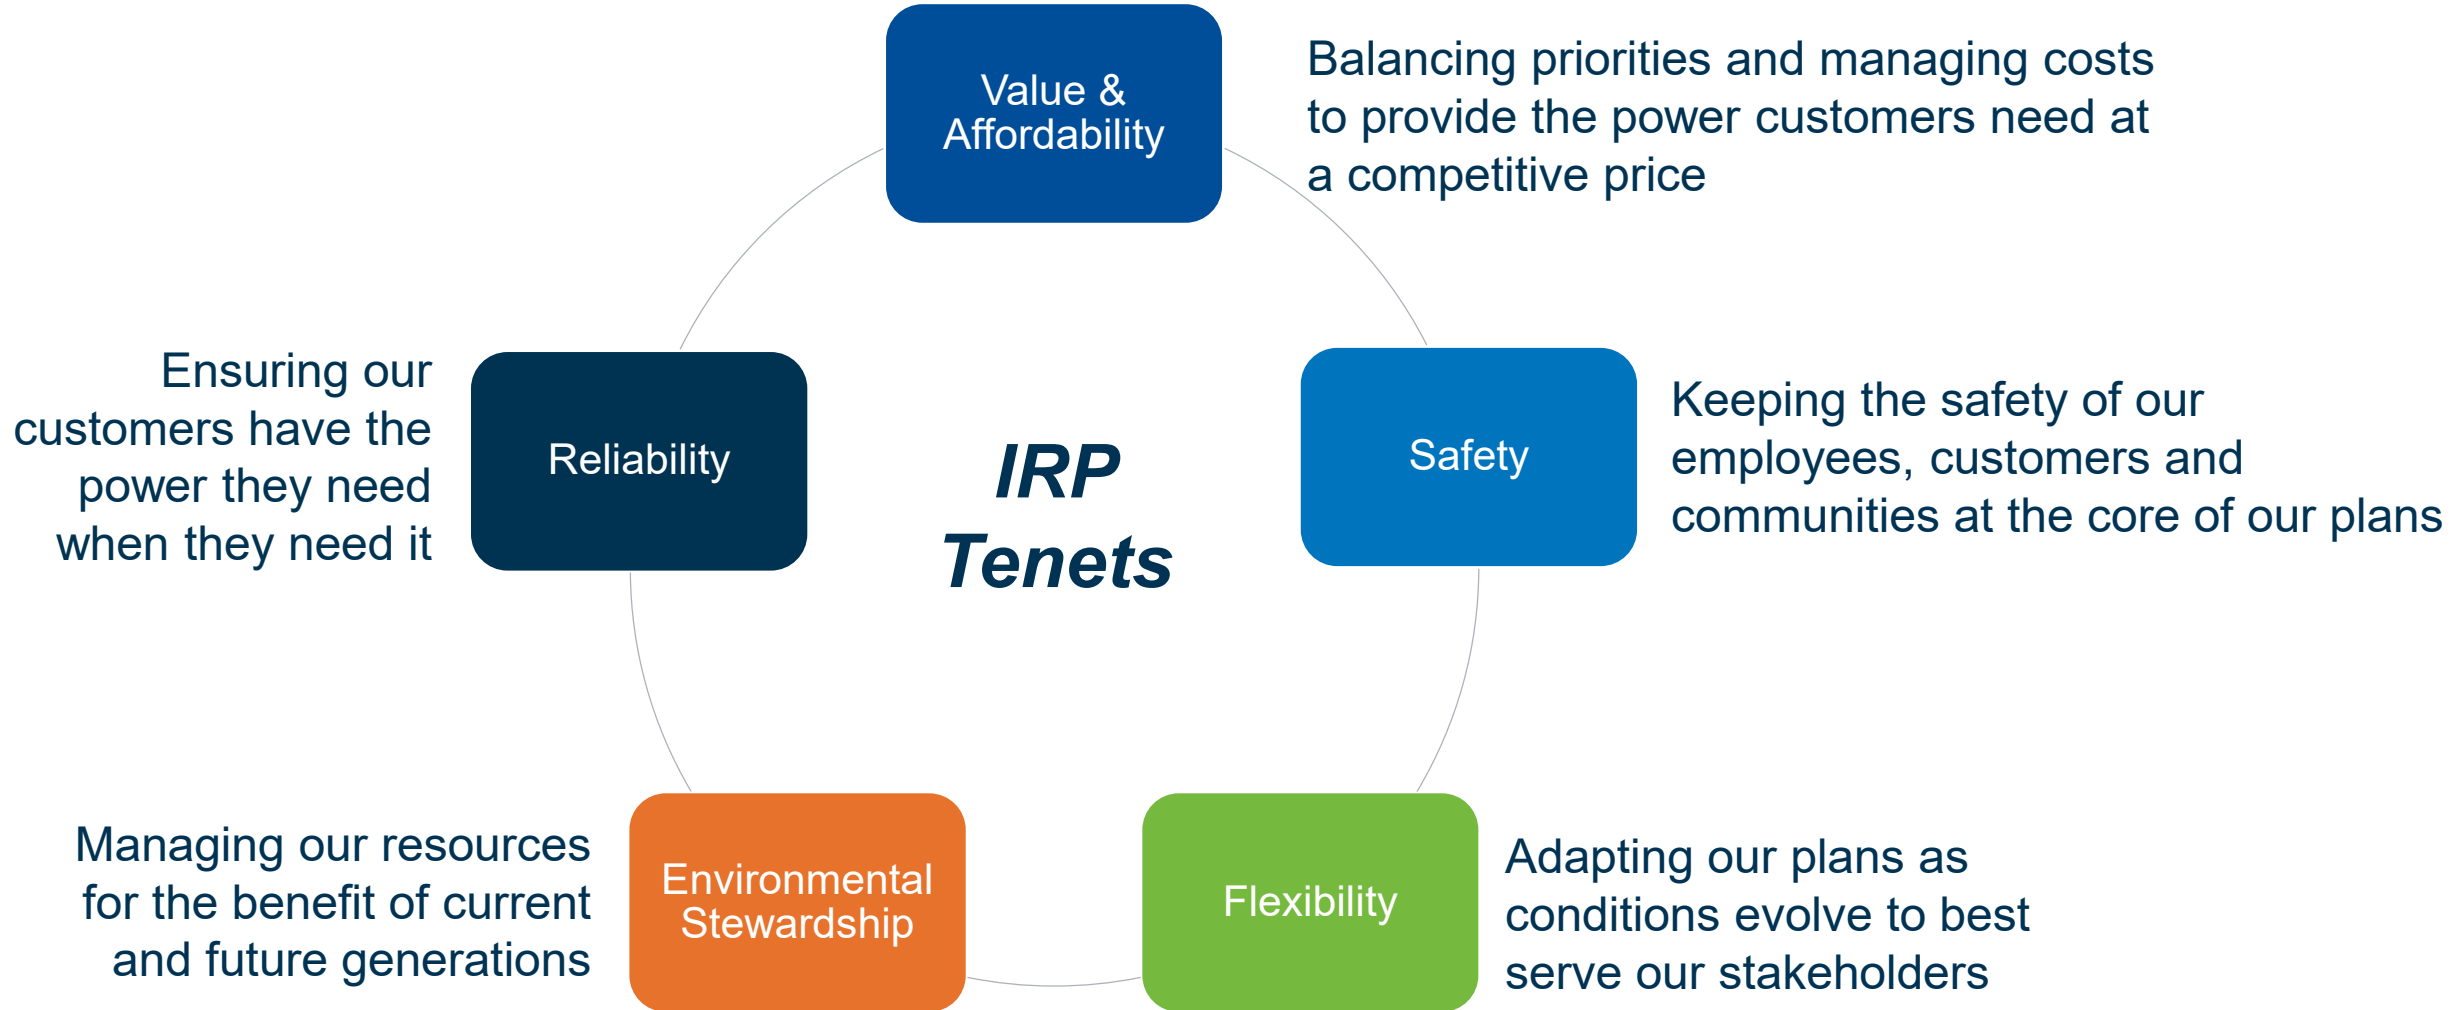 Value &
Affordability
Balancing priorities and managing costs
to provide the power customers need at
a competitive price
Ensuring our
customers have the
power they need
when they need it
Reliability
IRP
Tenets
Safety
Keeping the safety of our
employees, customers and
communities at the core of our plans
Managing our resources
for the benefit of current
and future generations
Environmental
Stewardship
Flexibility
Adapting our plans as
conditions evolve to best
serve our stakeholders